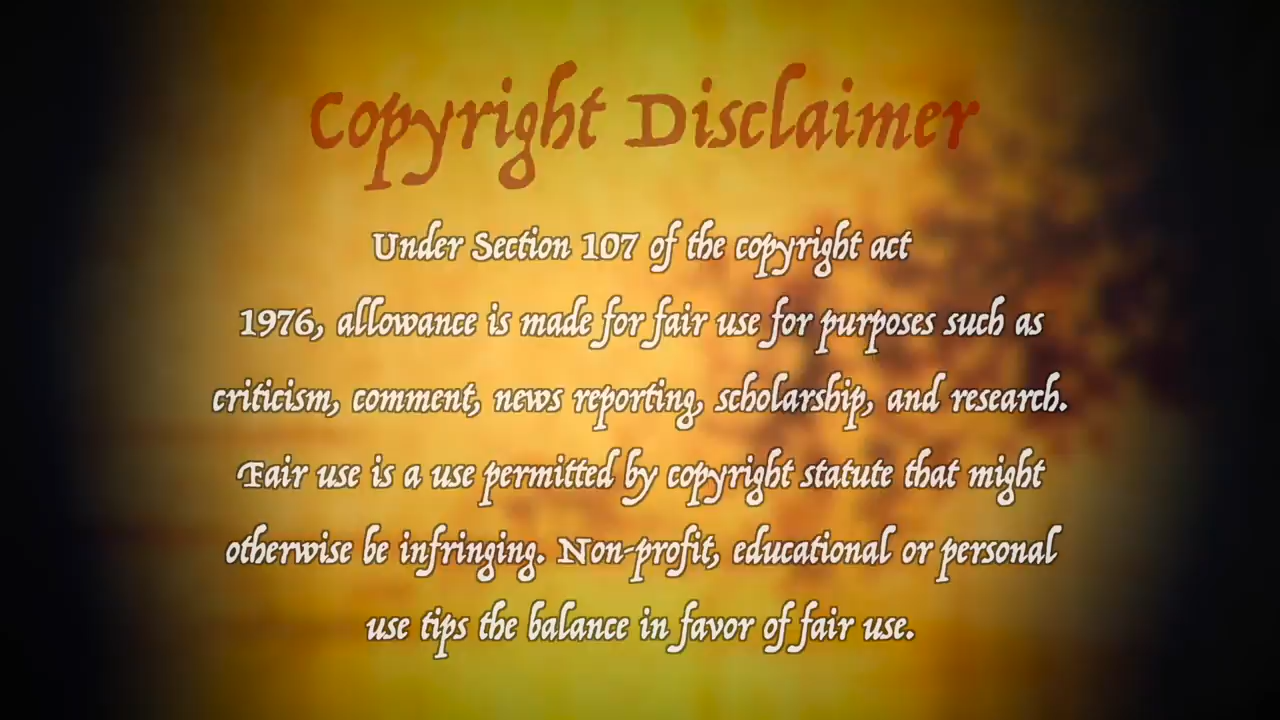 Copyright Disclaimer
Under Section 107 of the copyright act
1976, allowance is made for fair use for purposes such as
criticism, comment, news reporting, scholarship, and research.
Fair use is a use permitted by copyright statute that might
otherwise be infringing. Non-profit, educational or personal
use tips the balance in favor of fair use.